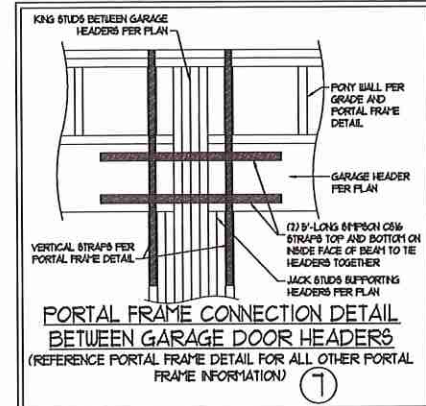 KING STUDS BETWEEN GARAGE
HEADERS PER PLAN
PONY WALL PER
GRADE AND
PORTAL FRAME
DETAIL
GARAGE HEADER
PER PLAN
(2) 5'-LONG SIMPSON CS16
STRAPS TOP AND BOTTOM ON
INSIDE FACE OF BEAM TO TIE
HEADERS TOGETHER
VERTICAL STRAPS PER
PORTAL FRAME DETAIL
JACK STUDS SUPPORTING
HEADERS PER PLAN
PORTAL FRAME CONNECTION DETAIL
BETWEEN GARAGE DOOR HEADERS
(REFERENCE PORTAL FRAME DETAIL FOR ALL OTHER PORTAL
FRAME INFORMATION)
7